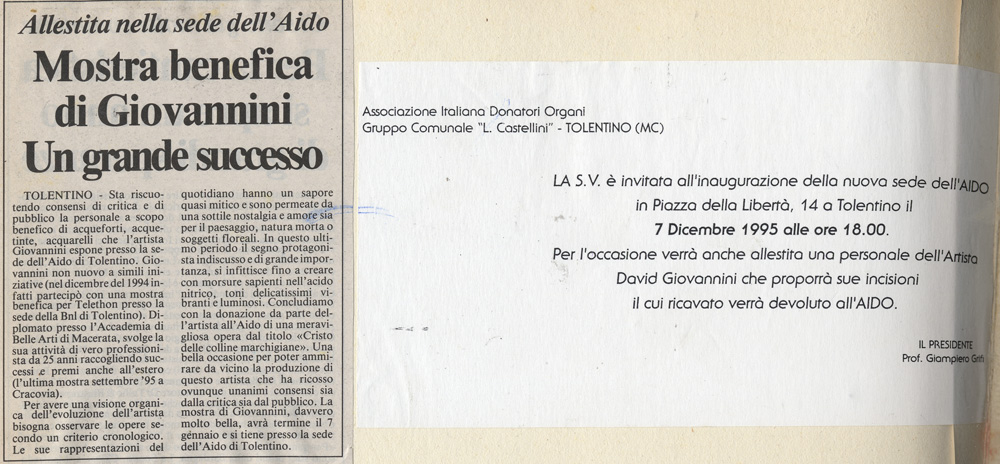 Allestita nella sede dell'Aido
Mostra benefica
di Giovannini
Un grande successo
TOLENTINO - Sta riscuo-
tendo consensi di critica e di
pubblico la personale a scopo
benefico di acqueforti, acque-
tinte, acquarelli che l'artista
Giovannini espone presso la se-
de dell'Aido di Tolentino. Gio-
vannini non nuovo a simili ini-
ziative (nel dicembre del 1994 in-
fatti partecipò con una mostra
benefica per Telethon presso la
sede della Bnl di Tolentino). Di-
plomato presso l'Accademia di
Belle Arti di Macerata, svolge la
sua attività di vero professioni-
sta da 25 anni raccogliendo suc-
cessi e premi anche all'estero
(l'ultima mostra settembre '95 a
Cracovia).
Per avere una visione organi-
ca dell'evoluzione dell'artista
bisogna osservare le opere se-
condo un criterio cronologico.
Le sue rappresentazioni del
quotidiano hanno un sapore
quasi mitico e sono permeate da
una sottile nostalgia e amore sia
per il paesaggio, natura morta o
soggetti floreali. In questo ulti-
mo periodo il segno protagoni-
sta indiscusso e di grande impor-
tanza, si infittisce fino a creare
con morsure sapienti nell'acido
nitrico, toni delicatissimi vi-
branti e luminosi. Concludiamo
con la donazione da parte del-
l'artista all'Aido di una meravi-
gliosa opera dal titolo «Cristo
delle colline marchigiane». Una
bella occasione per poter ammi-
rare da vicino la produzione di
questo artista che ha ricosso
ovunque unanimi consensi sia
dalla critica sia dal pubblico. La
mostra di Giovannini, davvero
molto bella, avrà termine il 7
gennaio e si tiene presso la sede
dell'Aido di Tolentino.
Associazione Italiana Donatori Organi
Gruppo Comunale "L. Castellini" - TOLENTINO (MC)
LA S.V. è invitata all'inaugurazione della nuova sede dell'AIDO
in Piazza della Libertà, 14 a Tolentino il
7 Dicembre 1995 alle ore 18.00.
Per l'occasione verrà anche allestita una personale dell'Artista
David Giovannini che proporrà sue incisioni
il cui ricavato verrà devoluto all'AIDO.
IL PRESIDENTE
Prof. Giampiero Grifi